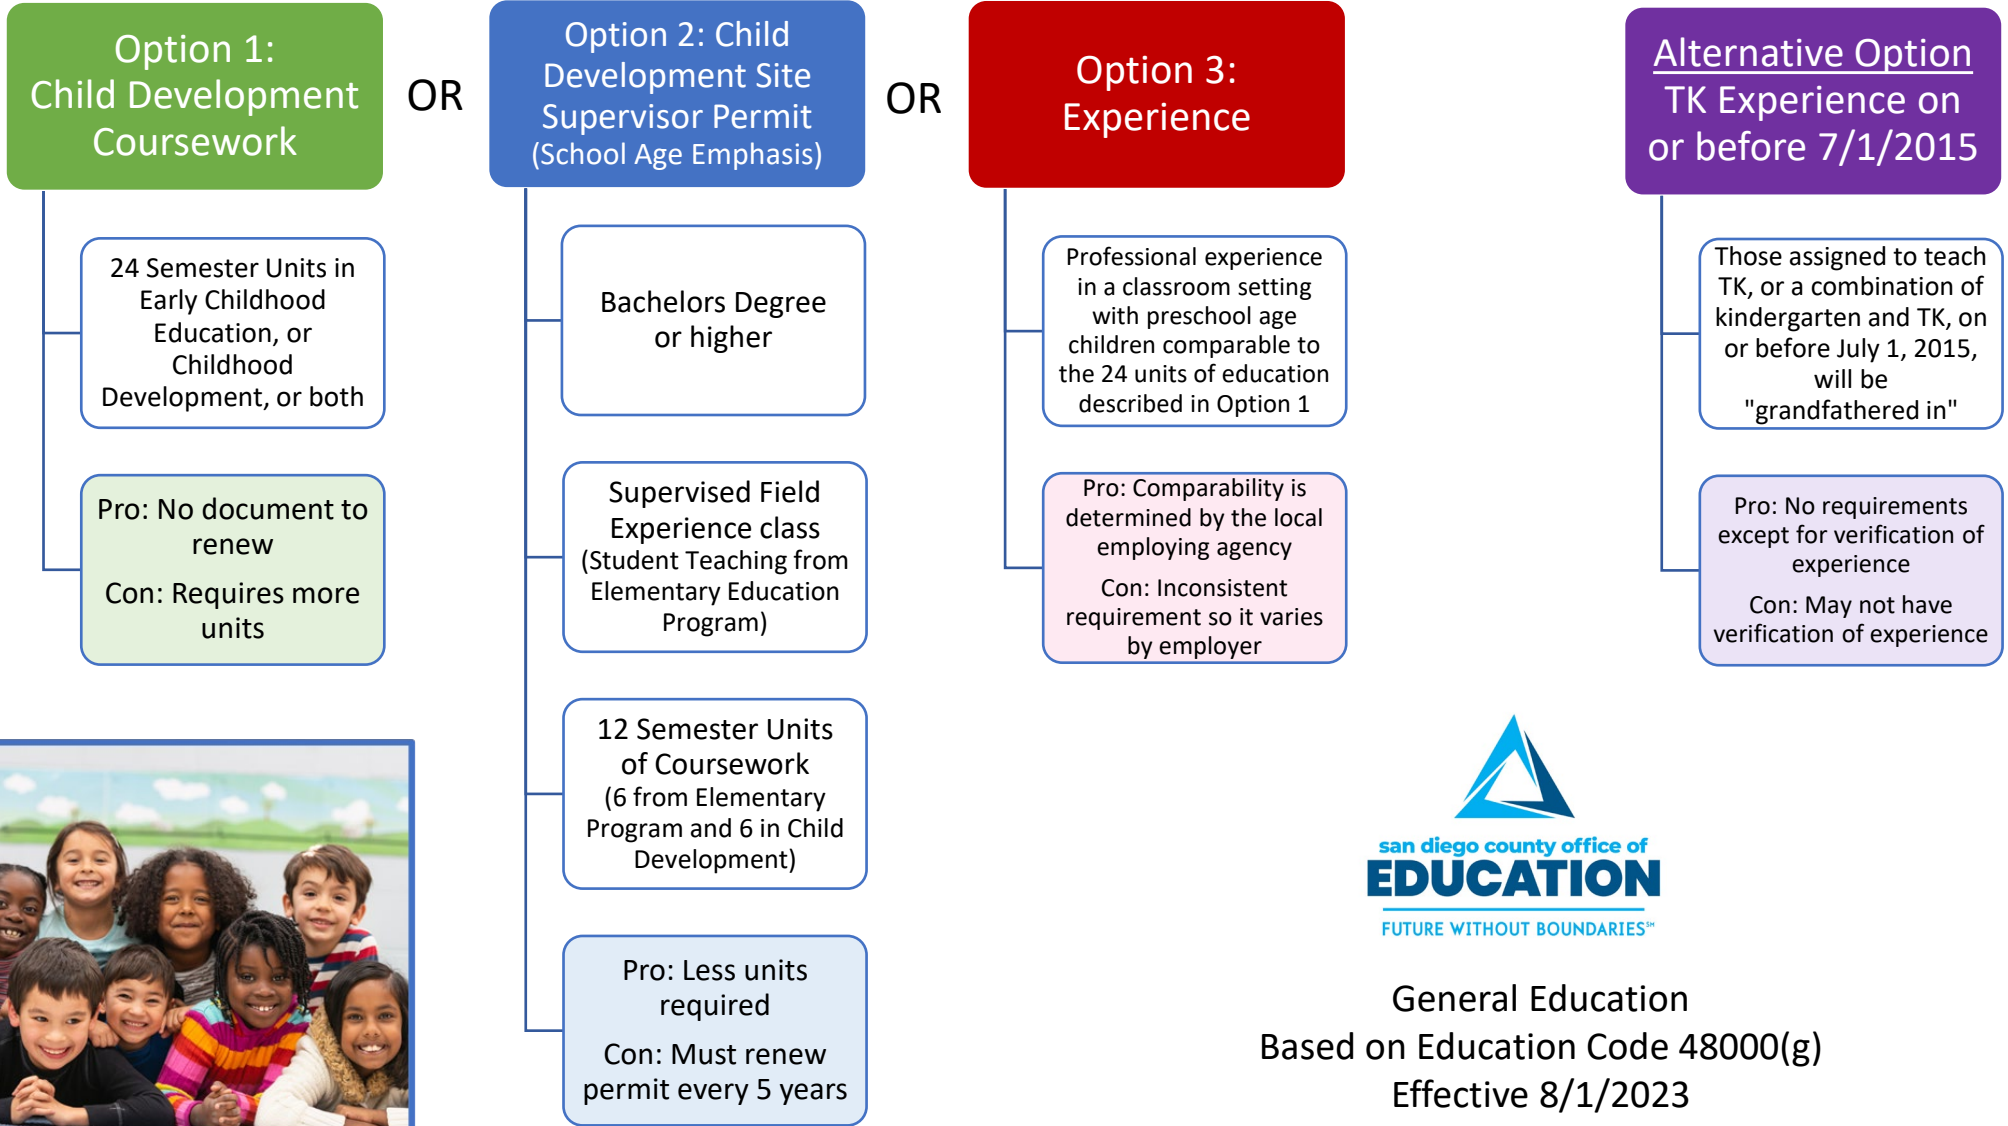 Option 1:
Child Development
Coursework
24 Semester Units in
Early Childhood
Education, or
Childhood
Development, or both
Pro: No document to
renew
Con: Requires more
units
OR
Option 2: Child
Development Site
Supervisor Permit
(School Age Emphasis)
Bachelors Degree
or higher
Supervised Field
Experience class
(Student Teaching from
Elementary Education
Program)
12 Semester Units
of Coursework
(6 from Elementary
Program and 6 in Child
Development)
Pro: Less units
required
Con: Must renew
permit every 5 years
OR
Option 3:
Experience
Professional experience
in a classroom setting
with preschool age
children comparable to
the 24 units of education
described in Option 1
Pro: Comparability is
determined by the local
employing agency
Con: Inconsistent
requirement so it varies
by employer
Alternative Option
TK Experience on
or before 7/1/2015
Those assigned to teach
TK, or a combination of
kindergarten and TK, on
or before July 1, 2015,
will be
"grandfathered in"
Pro: No requirements
except for verification of
experience
Con: May not have
verification of experience
san diego county office of
EDUCATION
FUTURE WITHOUT BOUNDARIES℠
General Education
Based on Education Code 48000(g)
Effective 8/1/2023